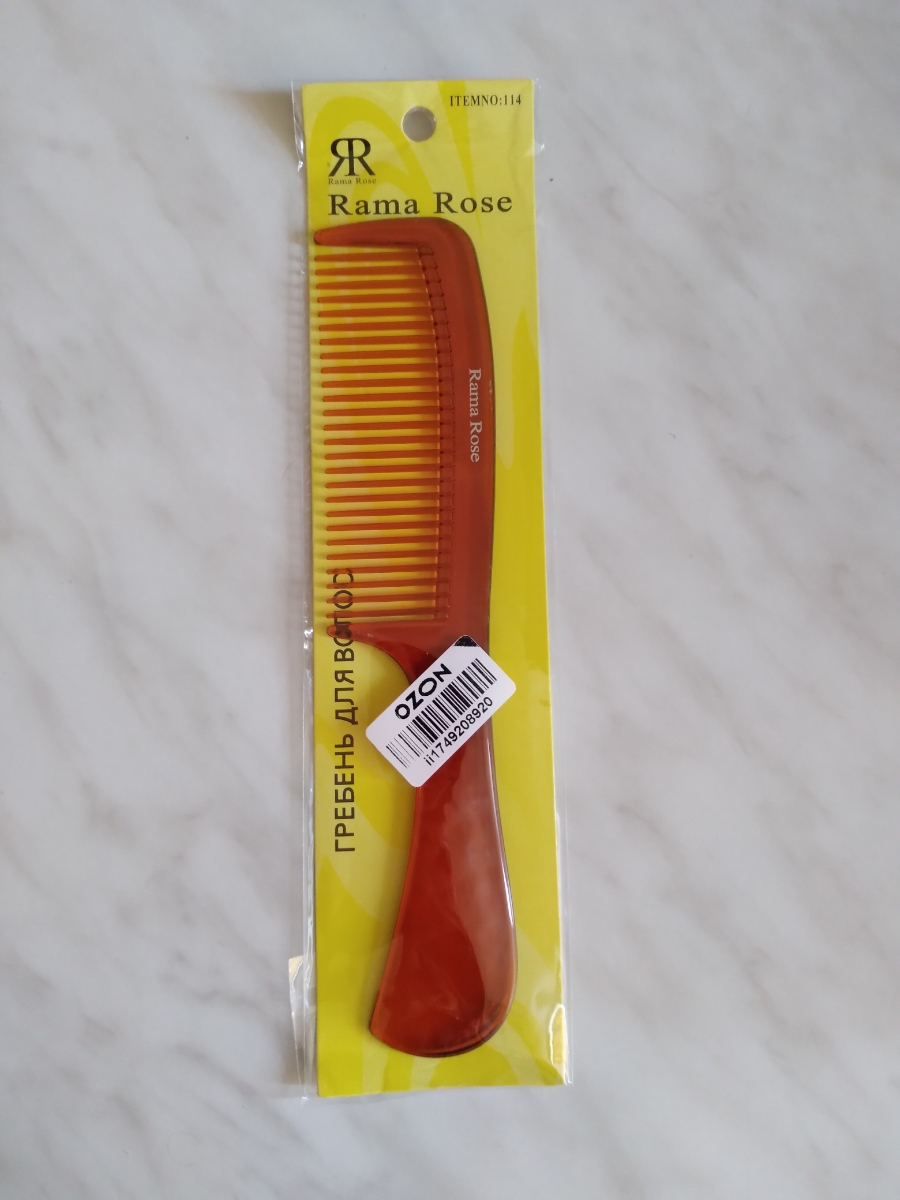 ITEMNO:114
RR
Rama Rose
Rama Rose
Rama Rose
ГРЕБЕНЬ ДЛЯ ВОЛОС
OZON
ii1749208920